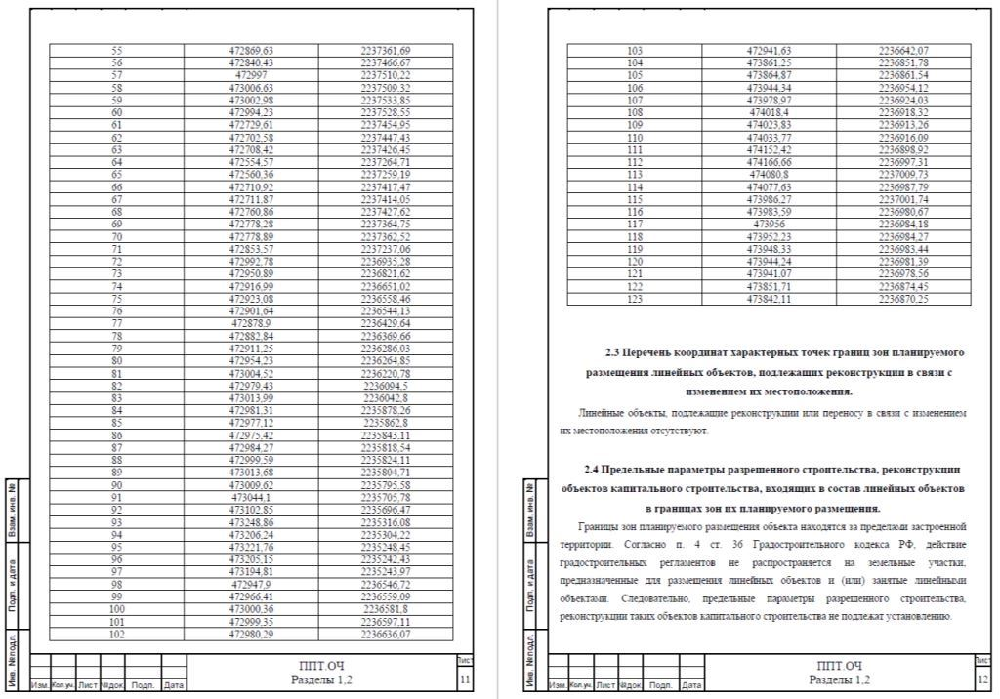 55 472869,63 2237361,69
56 472840,43 2237466,67
57 472997 2237510,22
58 473006,63 2237509,32
59 473002,98 2237533,85
60 472994,23 2237528,55
61 472729,61 2237454,95
62 472702,58 2237447,43
63 472708,42 2237426,45
64 472554,57 2237264,71
65 472560,36 2237259,19
66 472710,92 2237417,47
67 472711,87 2237414,05
68 472760,86 2237427,62
69 472778,28 2237364,75
70 472778,89 2237362,52
71 472853,57 2237237,06
72 472992,78 2236935,28
73 472950,89 2236821,62
74 472916,99 2236651,02
75 472923,08 2236558,46
76 472901,64 2236544,13
77 472878,9 2236429,64
78 472882,84 2236369,66
79 472911,25 2236286,03
80 472954,23 2236264,85
81 473004,52 2236220,78
82 472979,43 2236094,5
83 473013,99 2236042,8
84 472981,31 2235878,26
85 472977,12 2235862,8
86 472975,42 2235843,11
87 472984,27 2235818,54
88 472999,59 2235824,11
89 473013,68 2235804,71
90 473009,62 2235795,58
91 473044,1 2235705,78
92 473102,85 2235696,47
93 473248,86 2235316,08
94 473206,24 2235304,22
95 473221,76 2235248,45
96 473205,15 2235242,43
97 473194,81 2235243,97
98 472947,9 2236546,72
99 472966,41 2236559,09
100 473000,36 2236581,8
101 472999,35 2236597,11
102 472980,29 2236636,07
Взам. инв. №
Подп. и дата
Инв. №подл.
Изм. Кол.уч. Лист №док Подп. Дата
ППТ.ОЧ
Разделы 1,2
Лист
11
103 472941,63 2236642,07
104 473861,25 2236851,78
105 473864,87 2236861,54
106 473944,34 2236954,12
107 473978,97 2236924,03
108 474018,4 2236918,32
109 474023,83 2236913,26
110 474033,77 2236916,09
111 474152,42 2236898,92
112 474166,66 2236997,31
113 474080,8 2237009,73
114 474077,63 2236987,79
115 473986,27 2237001,74
116 473983,59 2236980,67
117 473956 2236984,18
118 473952,23 2236984,27
119 473948,33 2236983,44
120 473944,24 2236981,39
121 473941,07 2236978,56
122 473851,71 2236874,45
123 473842,11 2236870,25
2.3 Перечень координат характерных точек границ зон планируемого
размещения линейных объектов, подлежащих реконструкции в связи с
изменением их местоположения.
Линейные объекты, подлежащие реконструкции или переносу в связи с изменением
их местоположения отсутствуют.
2.4 Предельные параметры разрешенного строительства, реконструкции
объектов капитального строительства, входящих в состав линейных объектов
в границах зон их планируемого размещения.
Границы зон планируемого размещения объекта находятся за пределами застроенной
территории. Согласно п. 4 ст. 36 Градостроительного кодекса РФ, действие
градостроительных регламентов не распространяется на земельные участки,
предназначенные для размещения линейных объектов и (или) занятые линейными
объектами. Следовательно, предельные параметры разрешенного строительства,
реконструкции таких объектов капитального строительства не подлежат установлению.
Взам. инв. №
Подп. и дата
Инв. №подл.
Изм. Кол.уч. Лист №док Подп. Дата
ППТ.ОЧ
Разделы 1,2
Лист
12